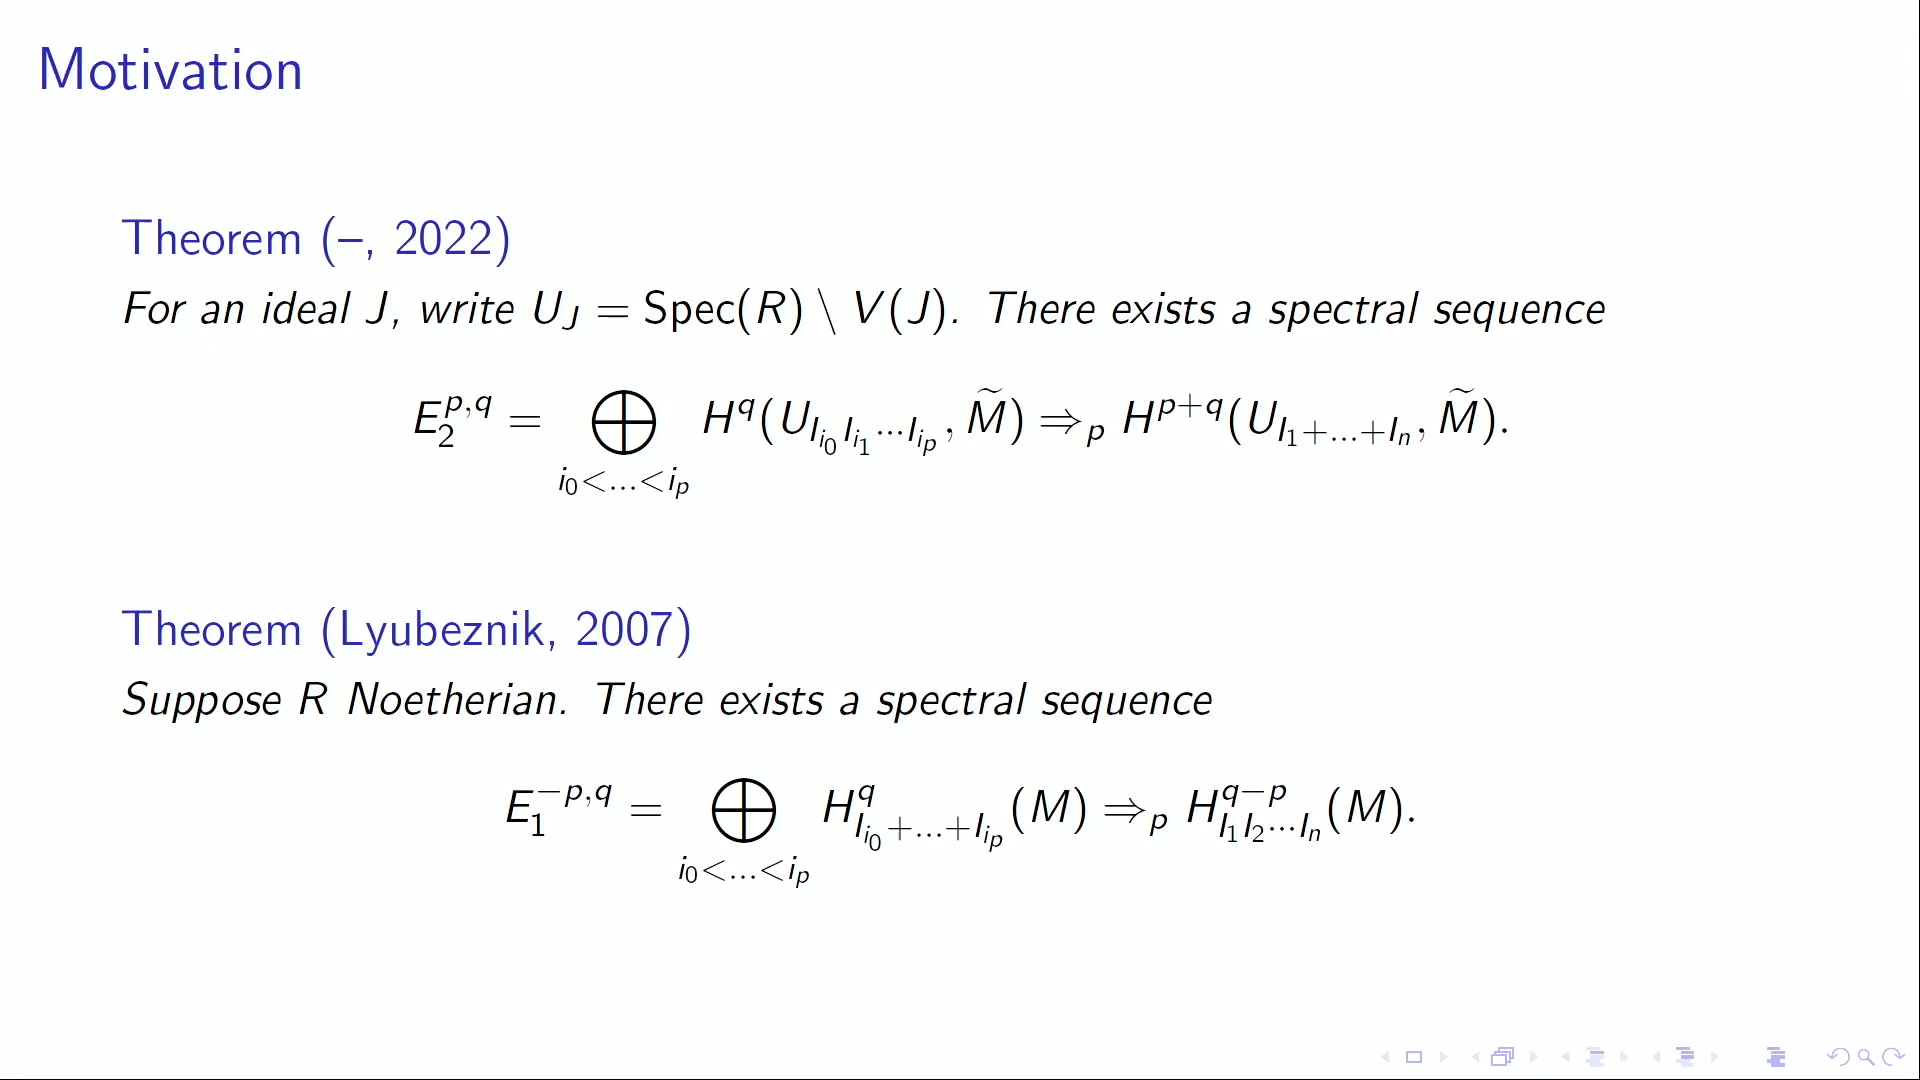 Motivation
Theorem (–, 2022)
For an ideal J, write U_J = Spec(R) \ V(J). There exists a spectral sequence
E_2^{p,q} = ⨁_{i_0<...<i_p} H^q(U_{I_{i_0} I_{i_1} ⋯ I_{i_p}}, \widetilde{M}) ⇒_p H^{p+q}(U_{I_1+...+I_n}, \widetilde{M}).
Theorem (Lyubeznik, 2007)
Suppose R Noetherian. There exists a spectral sequence
E_1^{-p,q} = ⨁_{i_0<...<i_p} H^q_{I_{i_0}+...+I_{i_p}}(M) ⇒_p H^{q-p}_{I_1 I_2 ⋯ I_n}(M).